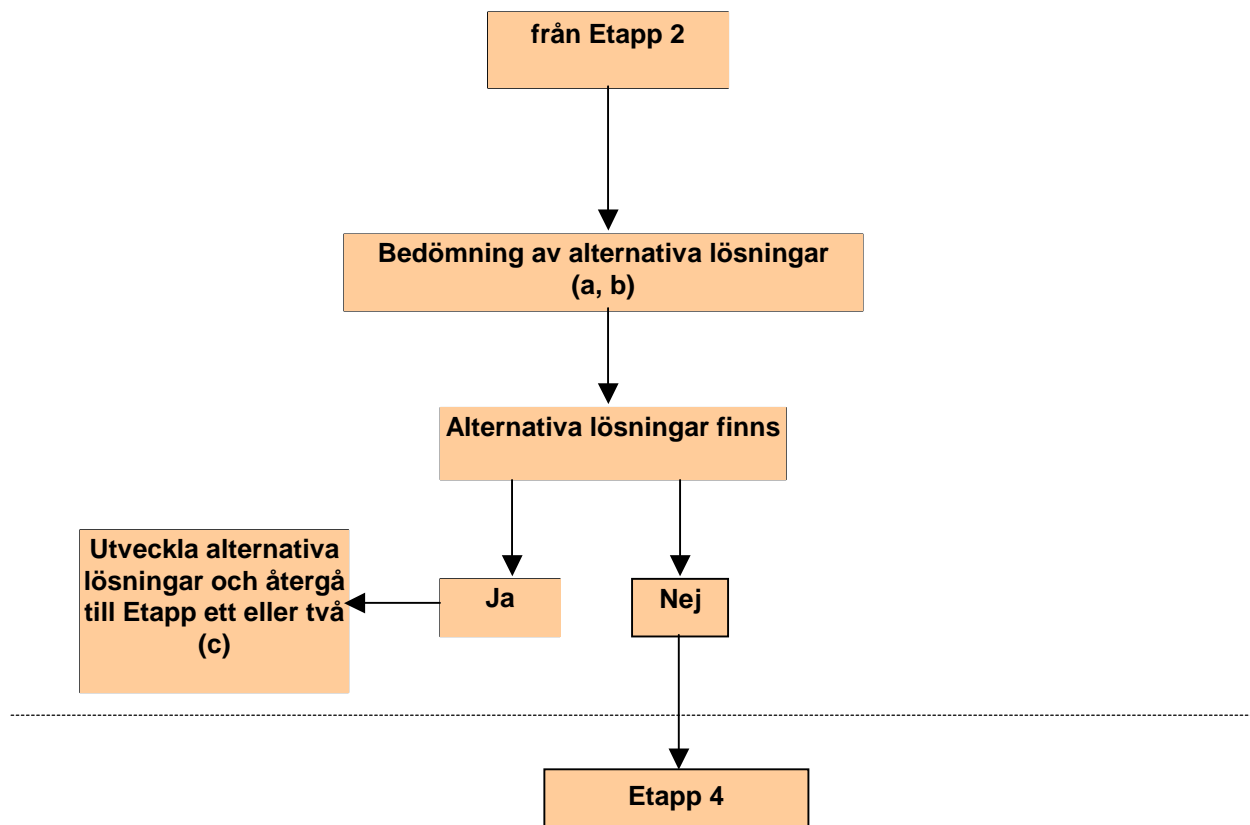 från Etapp 2
Bedömning av alternativa lösningar
(a, b)
Alternativa lösningar finns
Utveckla alternativa
lösningar och återgå
till Etapp ett eller två
(c)
Ja
Nej
Etapp 4